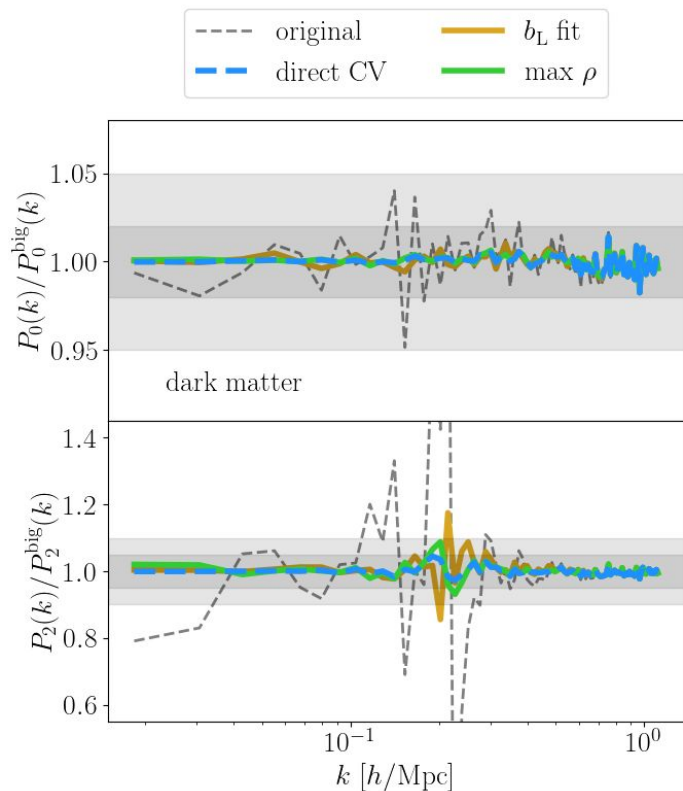 original
direct CV
b_L fit
max ρ
P_0(k)/P_0^big(k)
1.05
1.00
0.95
dark matter
P_2(k)/P_2^big(k)
1.4
1.2
1.0
0.8
0.6
10^−1
10^0
k [h/Mpc]